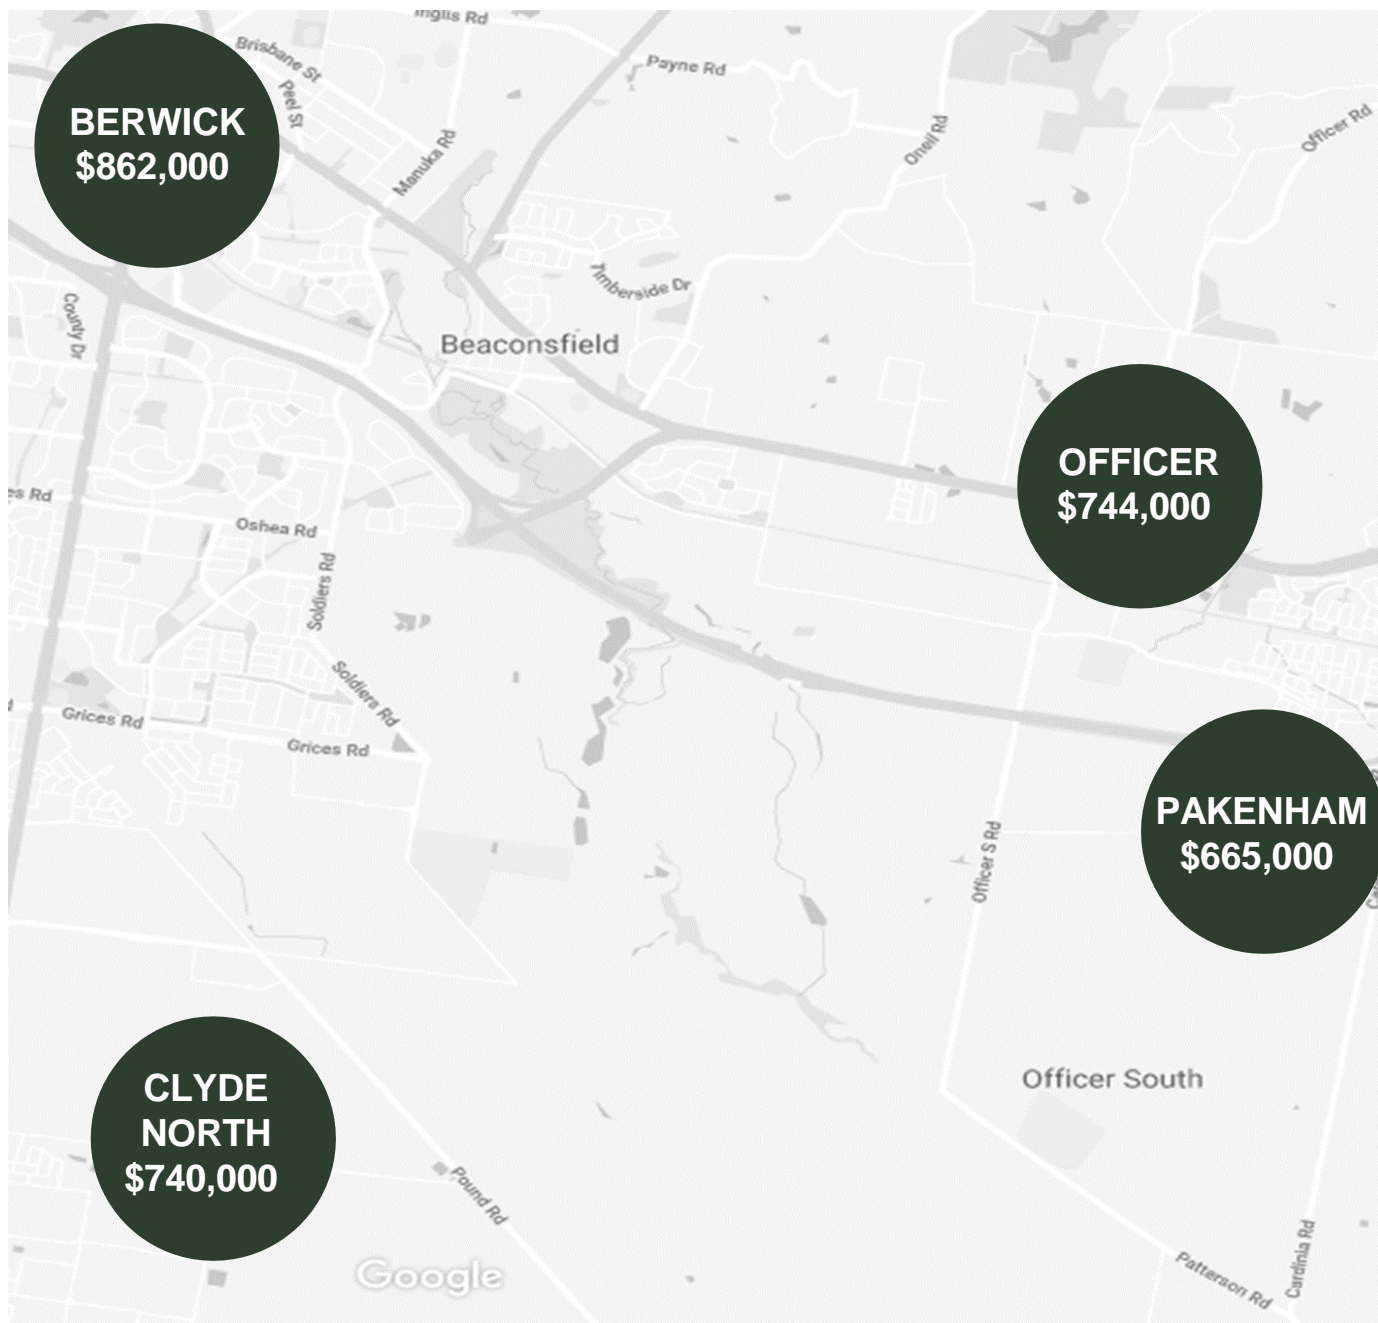 Inglis Rd
Brisbane St
Payne Rd
Peel St
BERWICK
$862,000
Manuka Rd
Oneil Rd
Officer Rd
Timberside Dr
County Dr
Beaconsfield
OFFICER
$744,000
es Rd
Oshea Rd
Soldiers Rd
Soldiers Rd
Grices Rd
Grices Rd
PAKENHAM
$665,000
Officer S Rd
CLYDE
NORTH
$740,000
Officer South
Pound Rd
Google
Patterson Rd
Cardinia Rd